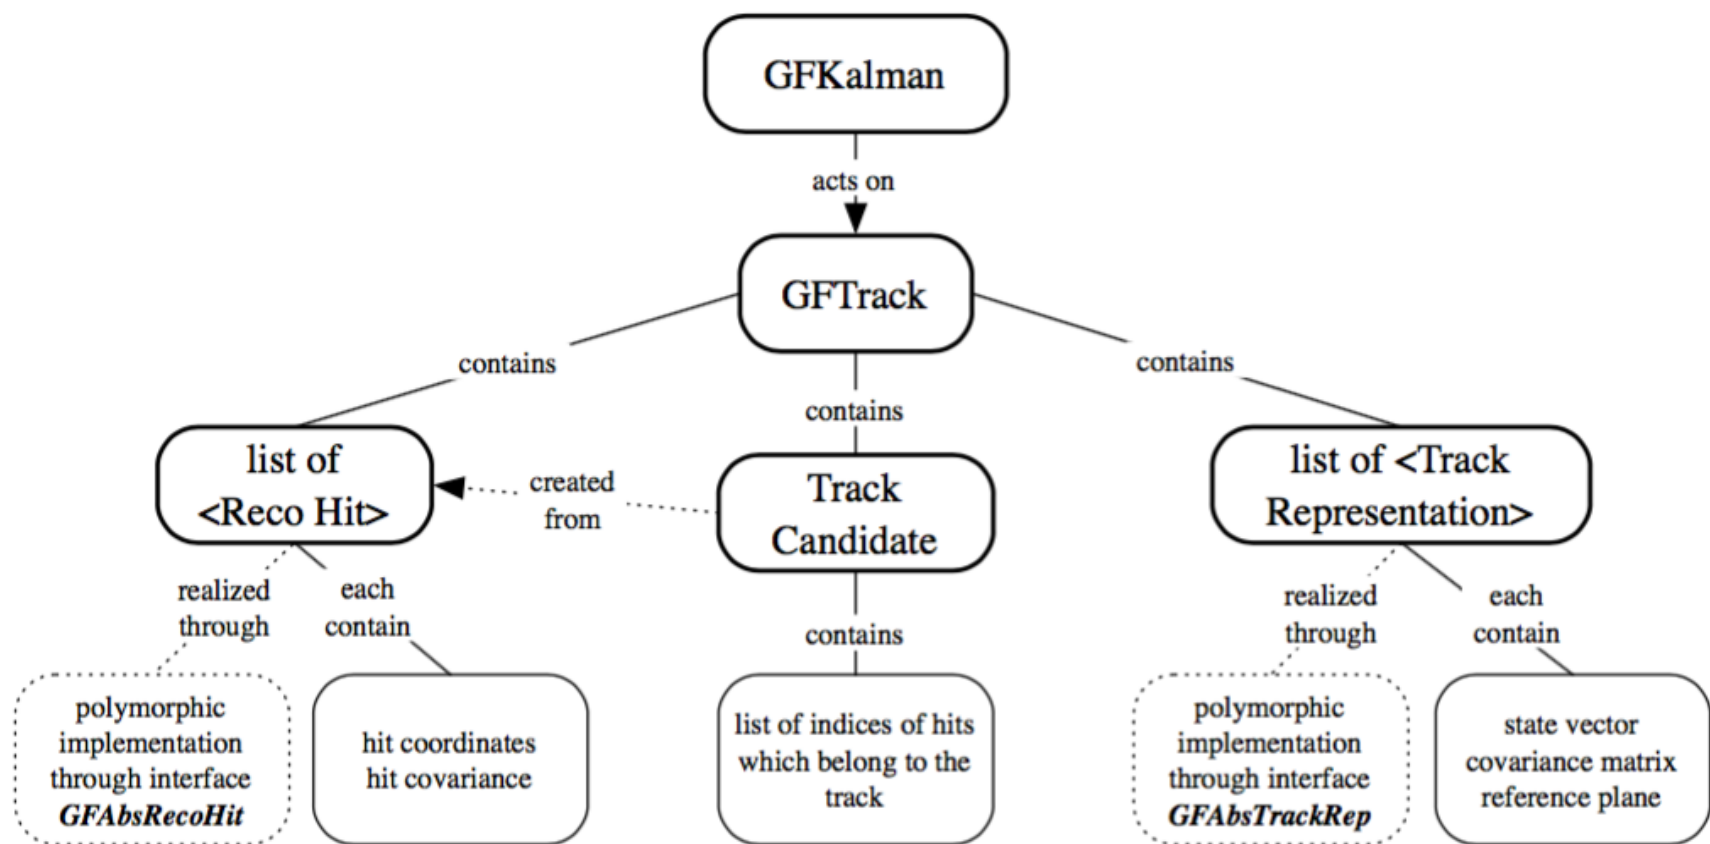 GFKalman
acts on
GFTrack
contains
contains
contains
list of
<Reco Hit>
created
from
Track
Candidate
list of <Track
Representation>
realized
through
each
contain
contains
realized
through
each
contain
polymorphic
implementation
through interface
GFAbsRecoHit
hit coordinates
hit covariance
list of indices of hits
which belong to the
track
polymorphic
implementation
through interface
GFAbsTrackRep
state vector
covariance matrix
reference plane